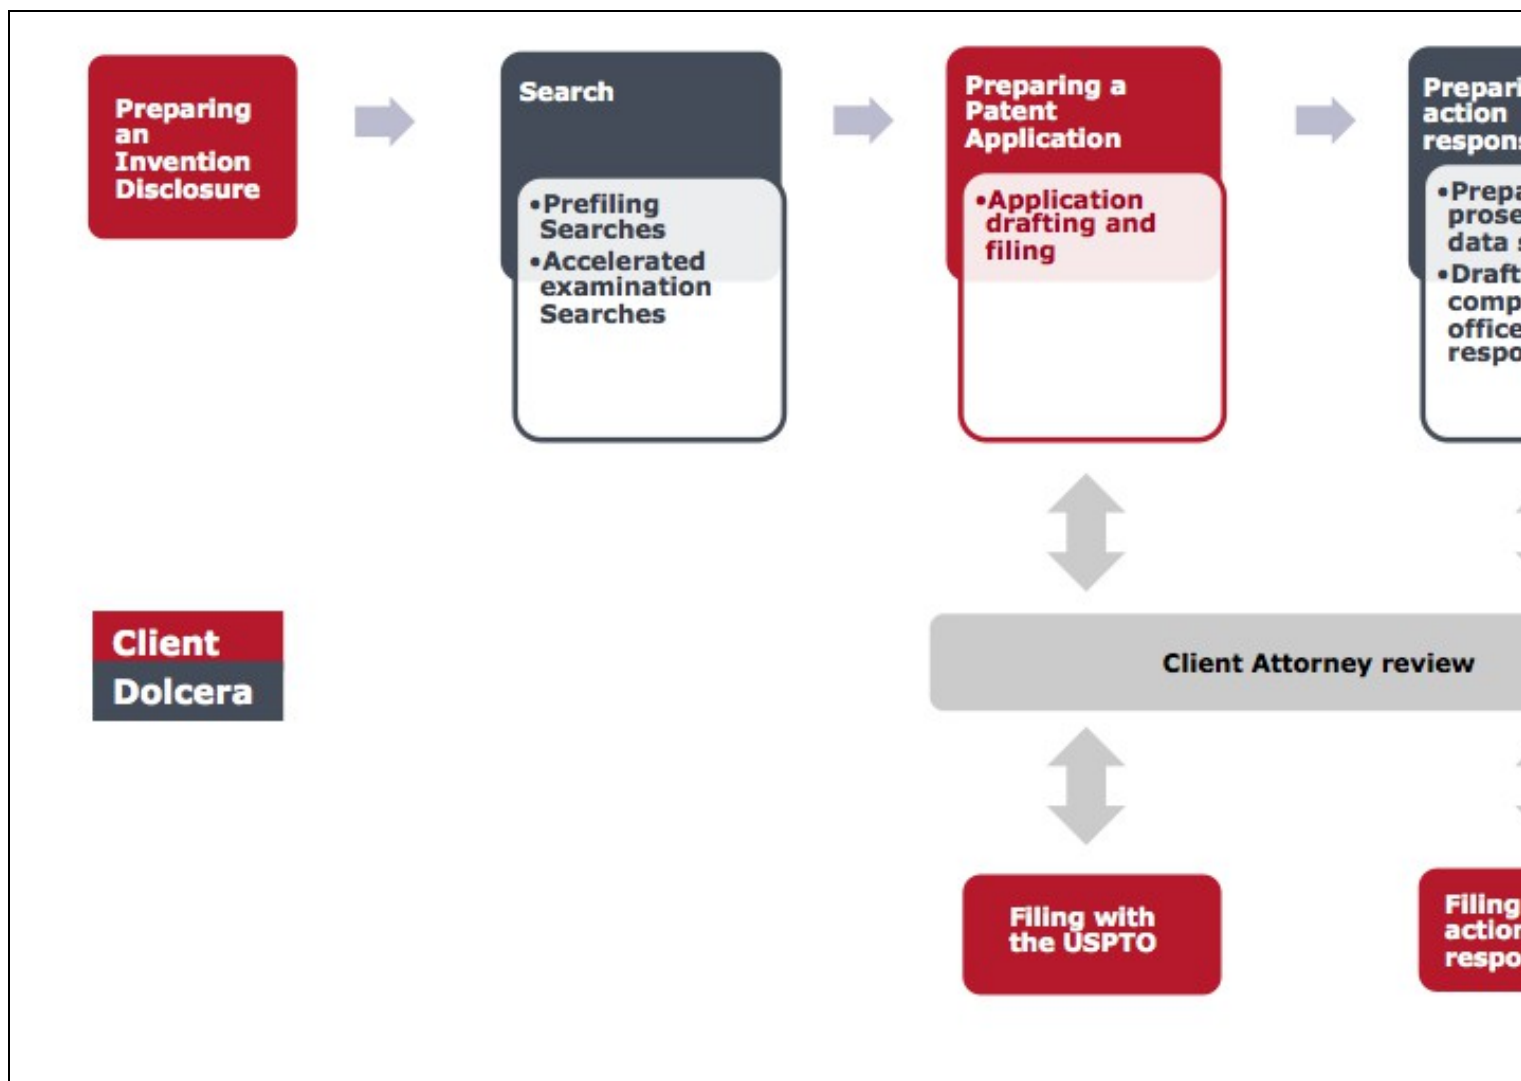 Preparing
an
Invention
Disclosure
Search
•Prefiling
Searches
•Accelerated
examination
Searches
Preparing a
Patent
Application
•Application
drafting and
filing
action
Client Attorney review
Client
Dolcera
Filing with
the USPTO
Filing